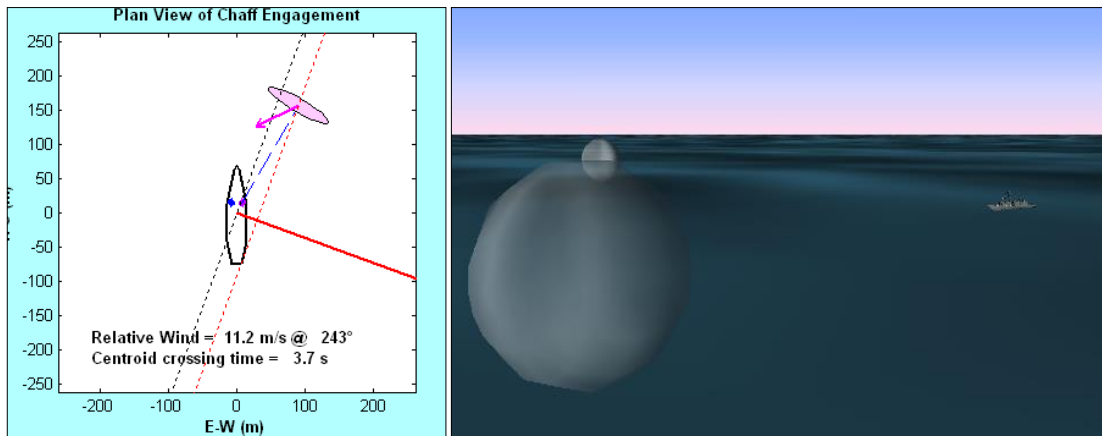 Plan View of Chaff Engagement
250
200
150
100
50
0
-50
-100
-150
-200
-250
Relative Wind = 11.2 m/s @ 243°
Centroid crossing time = 3.7 s
-200 -100 0 100 200
E-W (m)